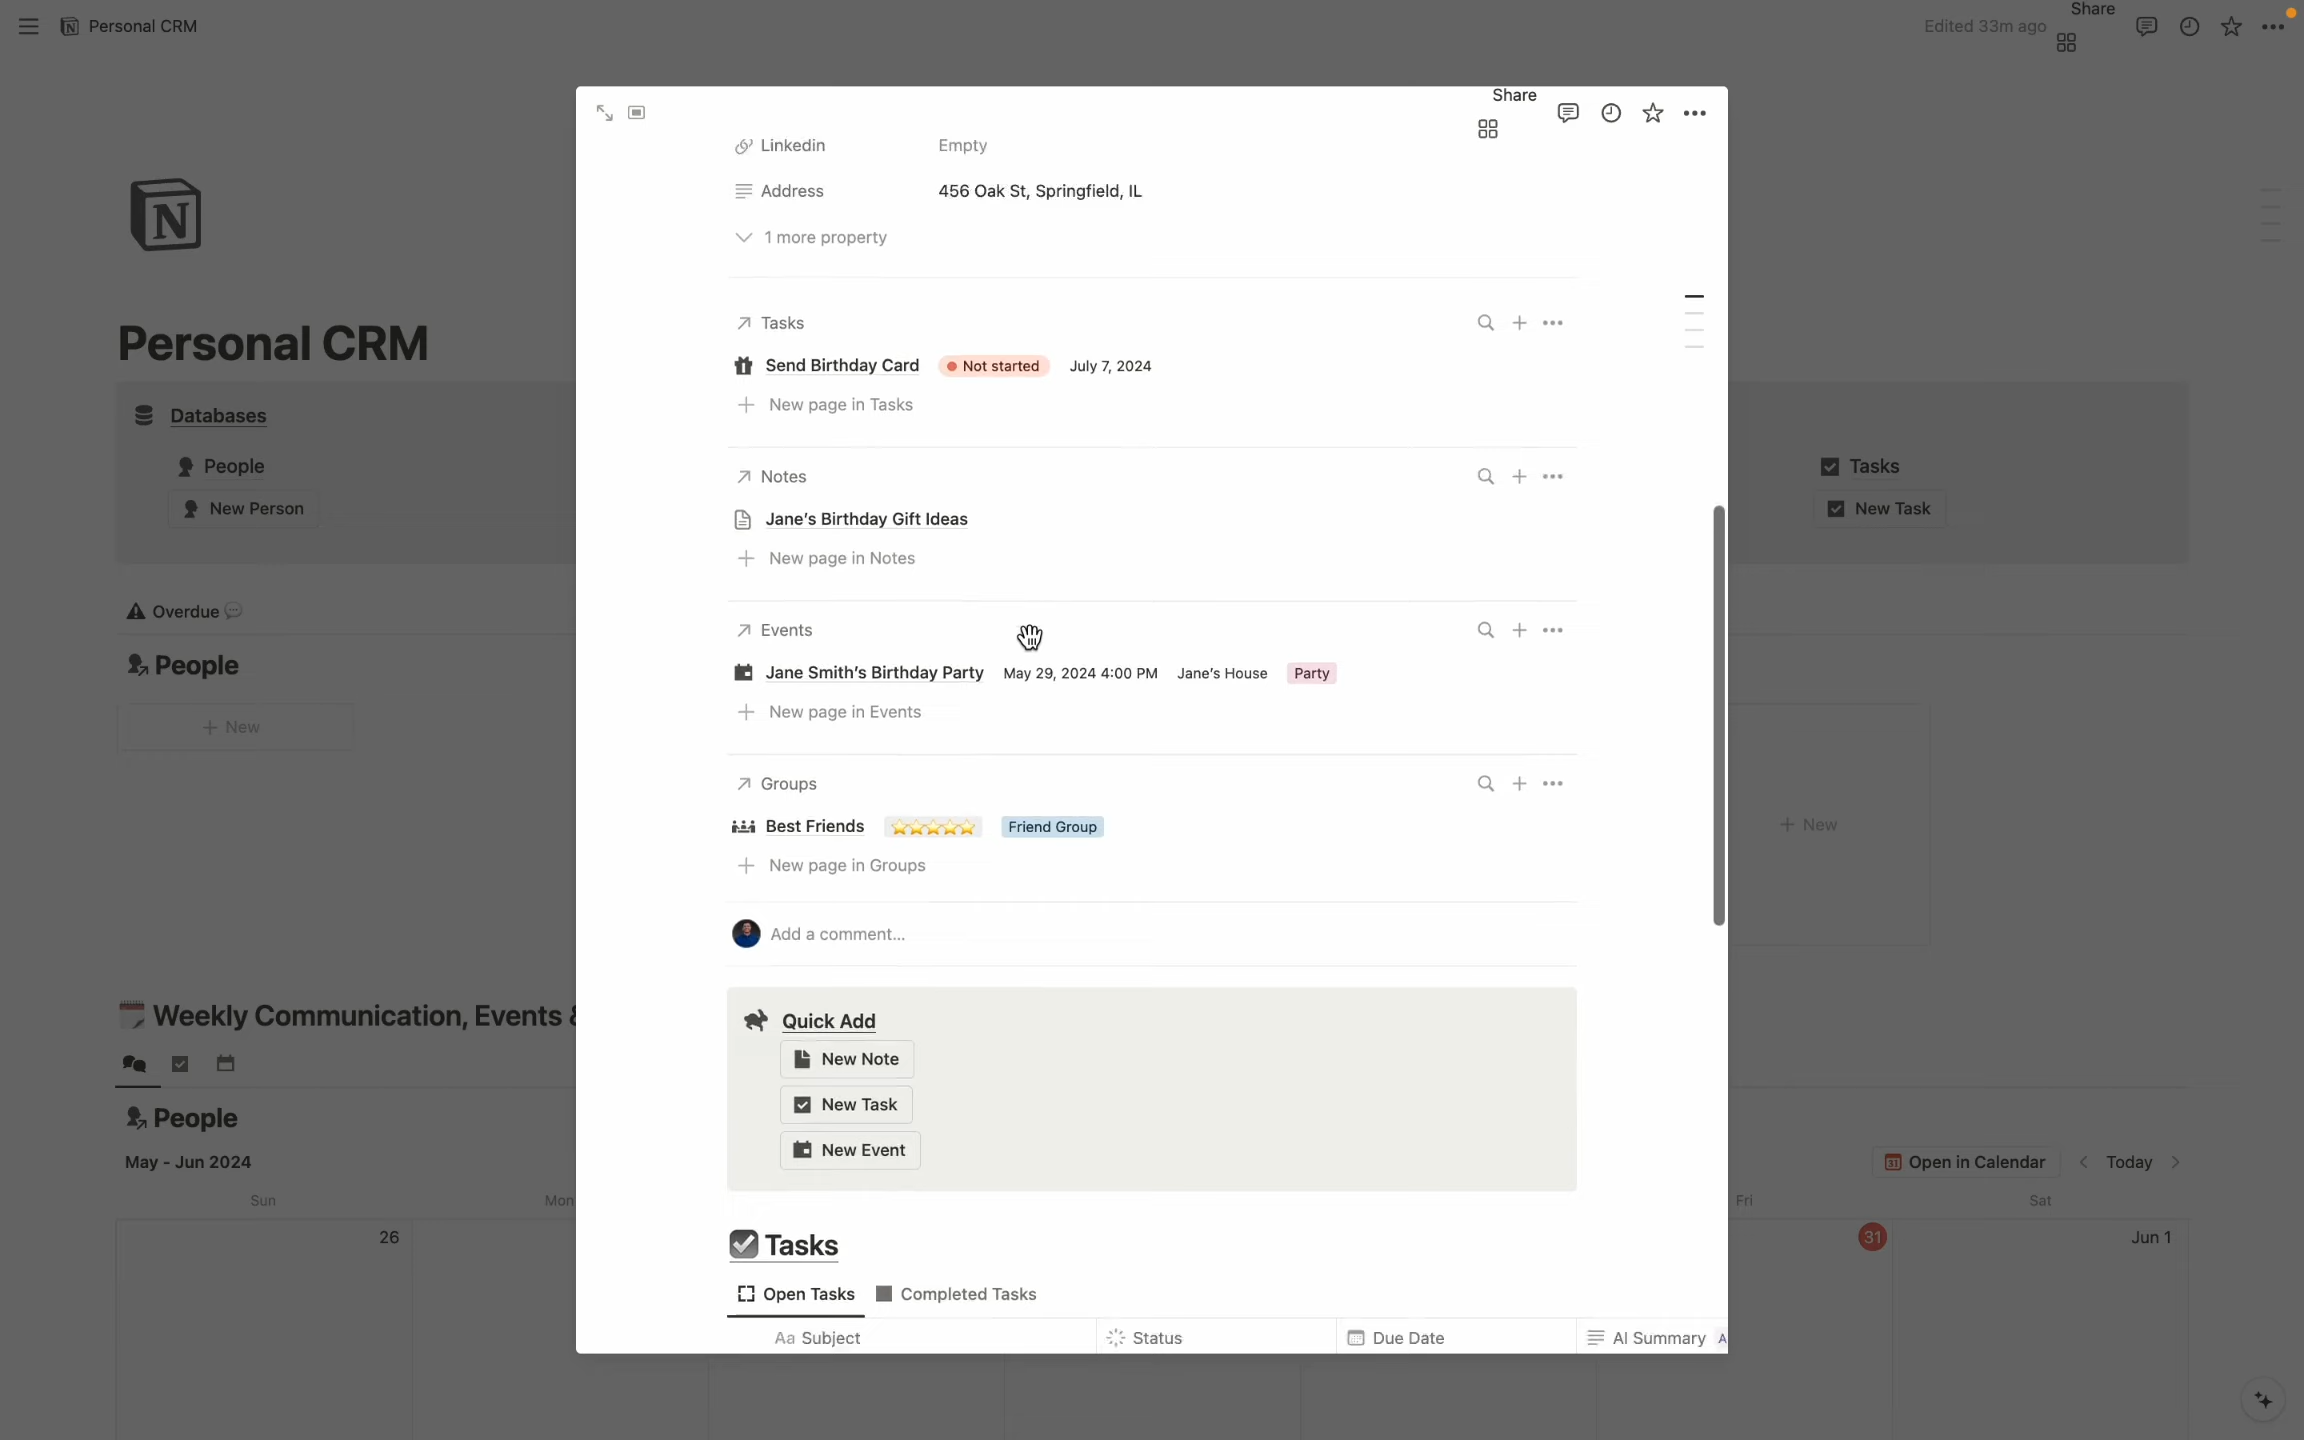 Personal CRM
Edited 33m ago
Share
Share
Linkedin Empty
Address 456 Oak St, Springfield, IL
1 more property
Tasks
Send Birthday Card Not started July 7, 2024
New page in Tasks
Notes
Jane's Birthday Gift Ideas
New page in Notes
Events
Jane Smith's Birthday Party May 29, 2024 4:00 PM Jane's House Party
New page in Events
Groups
Best Friends ⭐⭐⭐⭐⭐ Friend Group
New page in Groups
Add a comment...
Quick Add
New Note
New Task
New Event
Tasks
Open Tasks Completed Tasks
Aa Subject Status Due Date AI Summary
Personal CRM
Databases
People
New Person
Tasks
New Task
Overdue
People
+ New
+ New
Weekly Communication, Events &
People
May - Jun 2024
Open in Calendar < Today >
Sun Mon Fri Sat
26 31 Jun 1